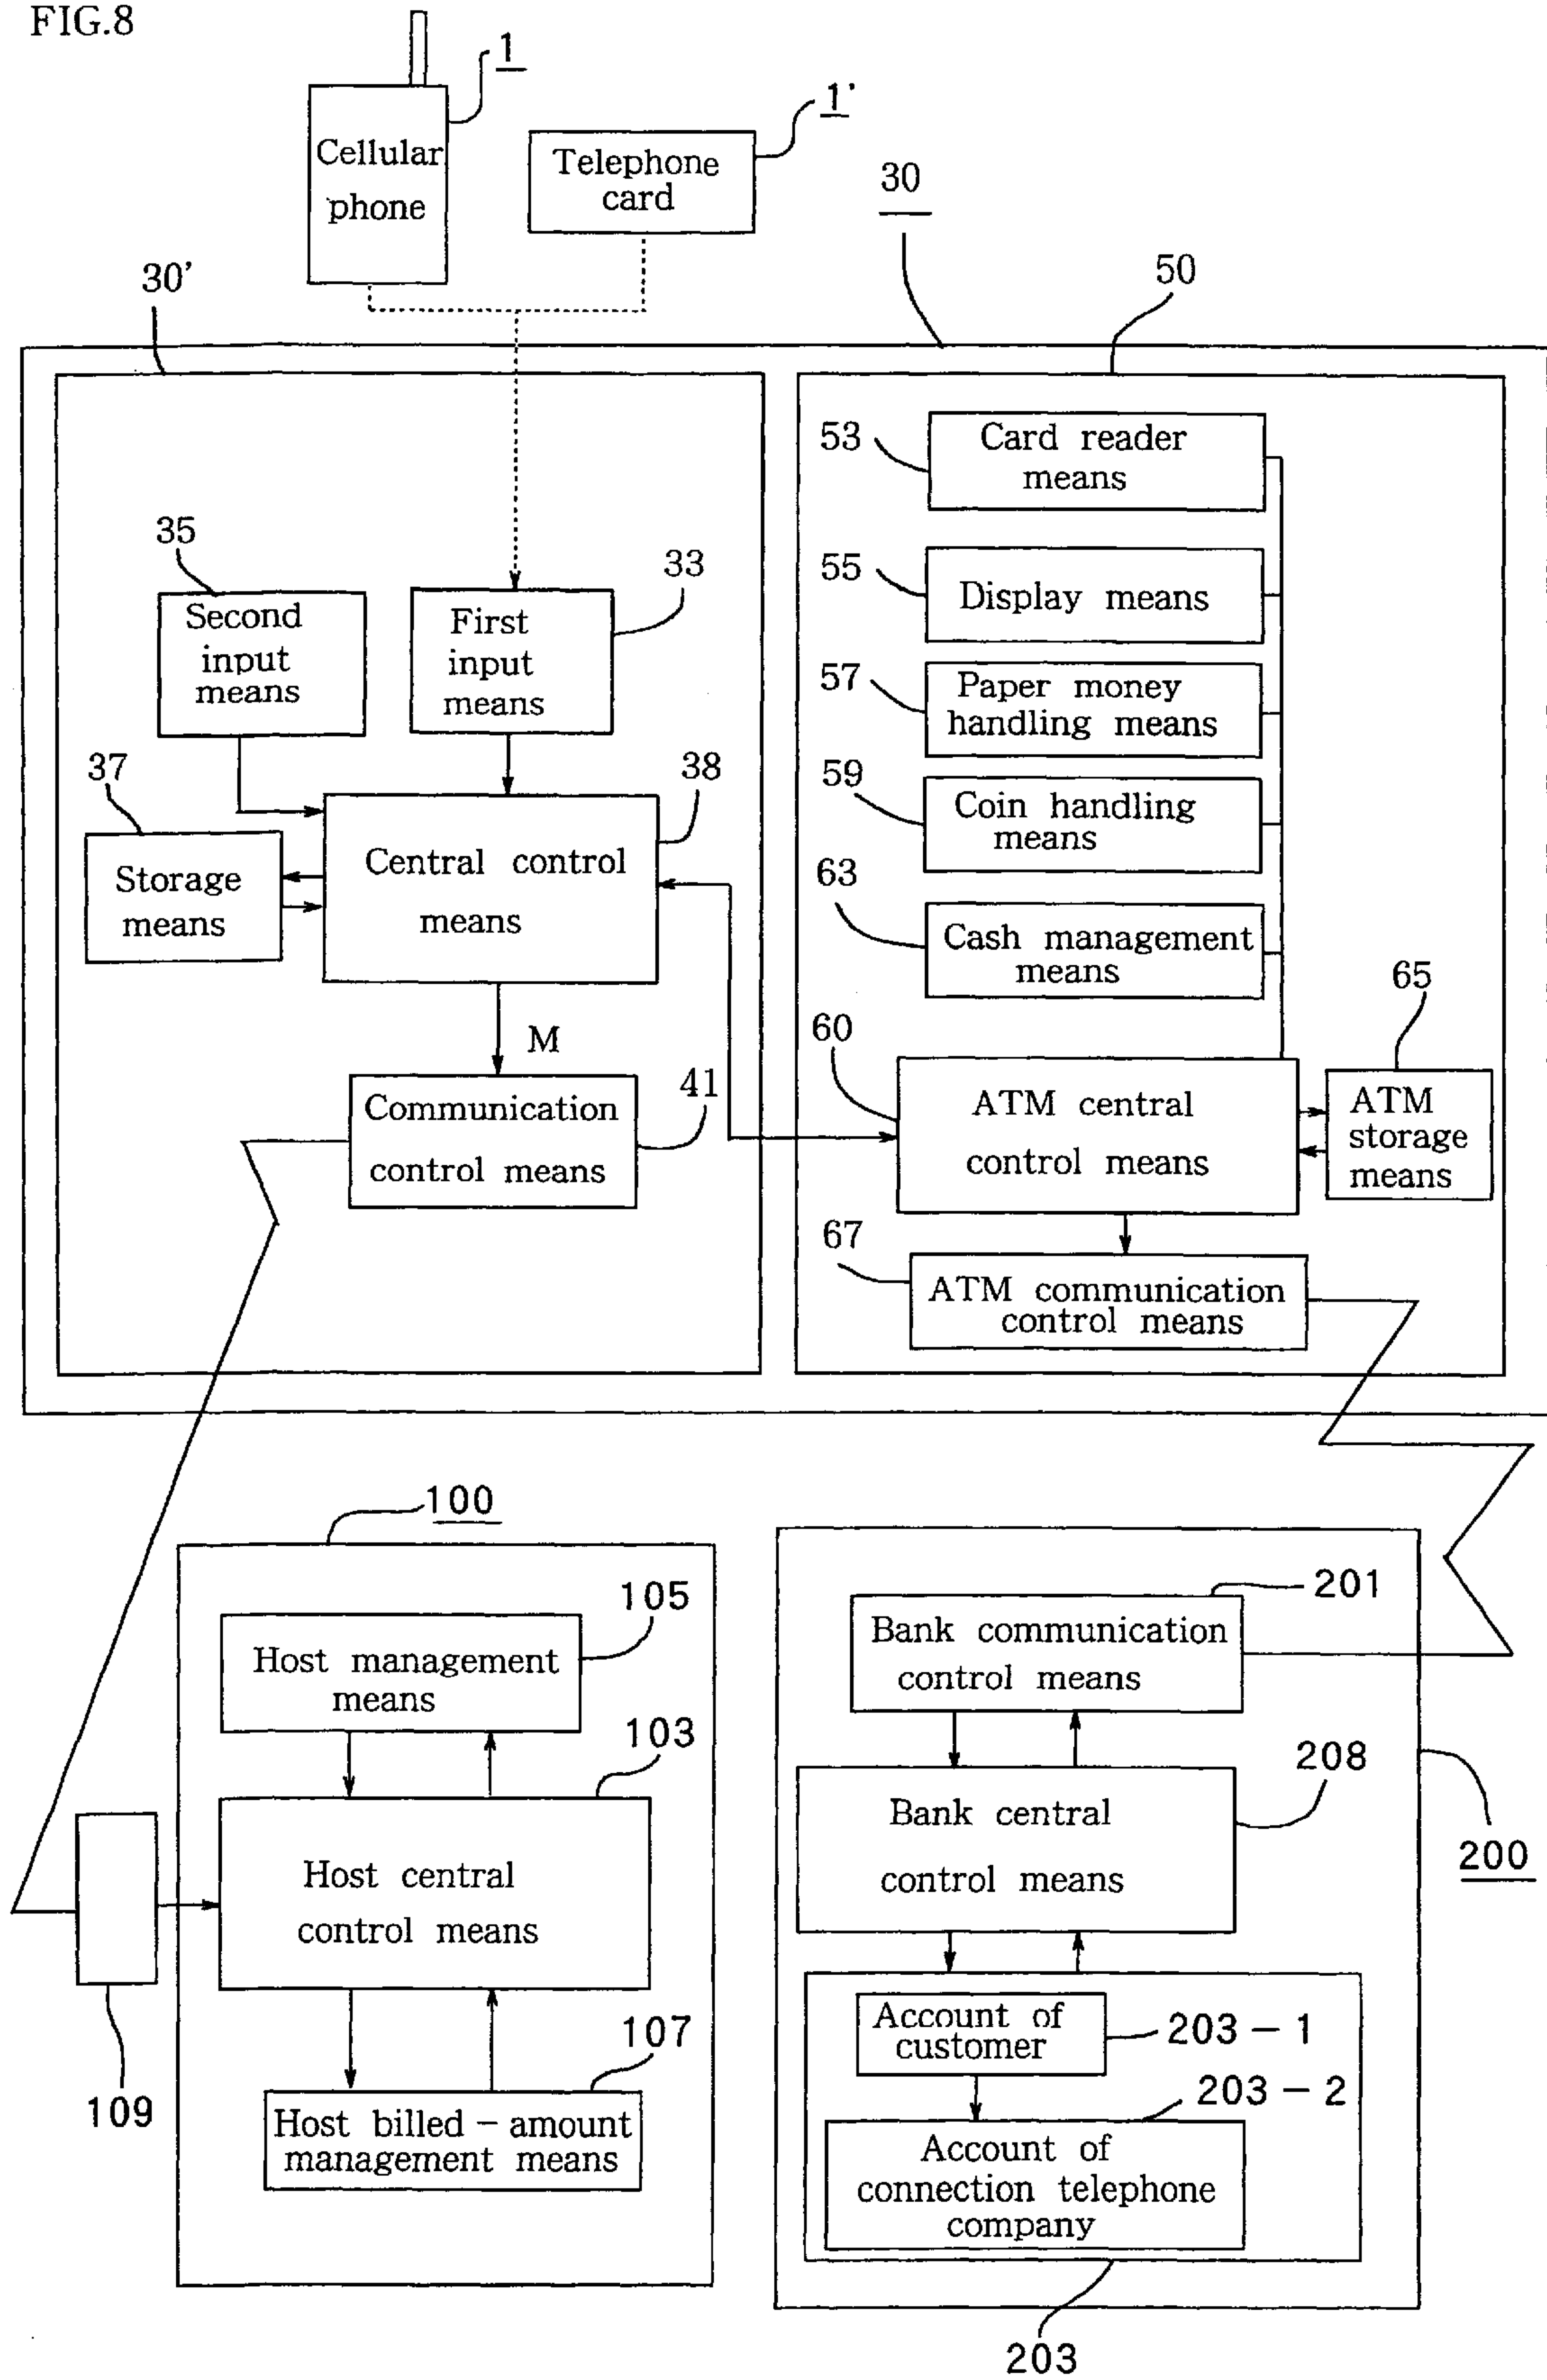 FIG.8
1
Cellular
phone
1'
Telephone
card
30
30'
50
53
Card reader
means
35
Second
input
means
33
First
input
means
55
Display means
57
Paper money
handling means
37
Storage
means
38
Central control
means
59
Coin handling
means
63
Cash management
means
65
M
60
ATM central
control means
ATM
storage
means
41
Communication
control means
67
ATM communication
control means
100
105
Host management
means
103
Host central
control means
109
107
Host billed-amount
management means
201
Bank communication
control means
208
Bank central
control means
200
Account of
customer
203-1
203-2
Account of
connection telephone
company
203